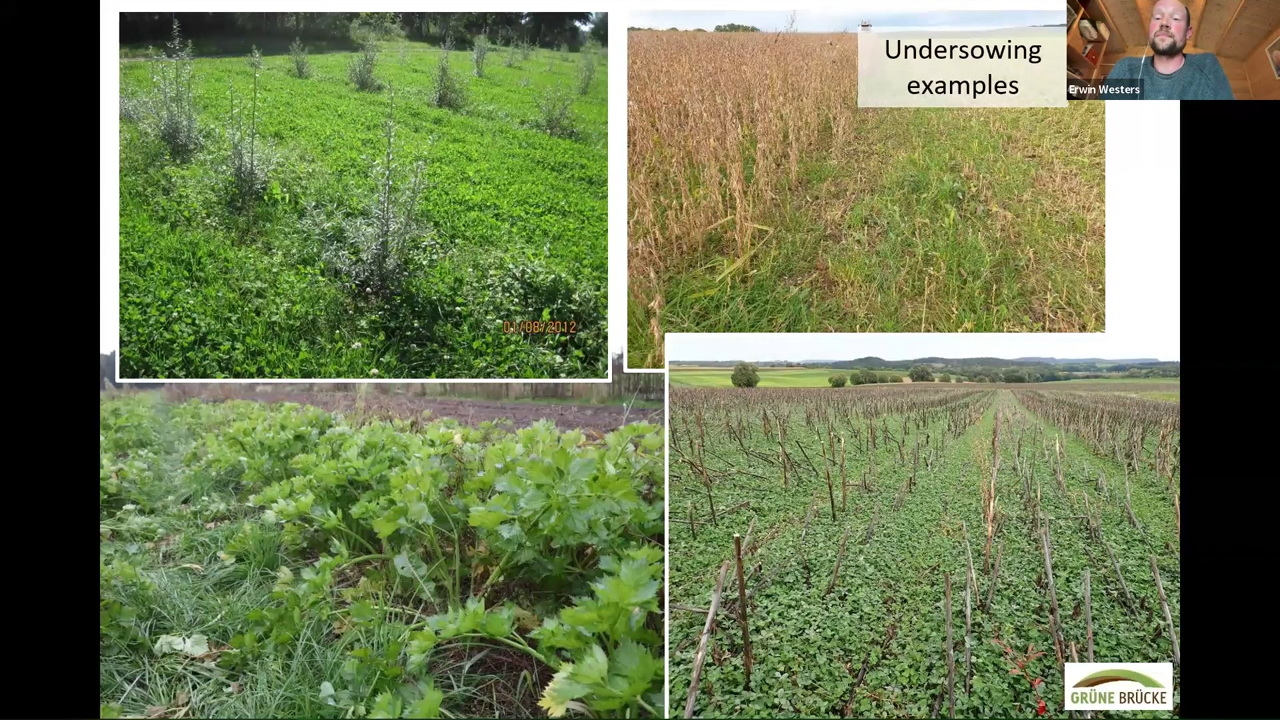 Undersowing
examples
Erwin Westers
01/08/2012
GRÜNE BRÜCKE